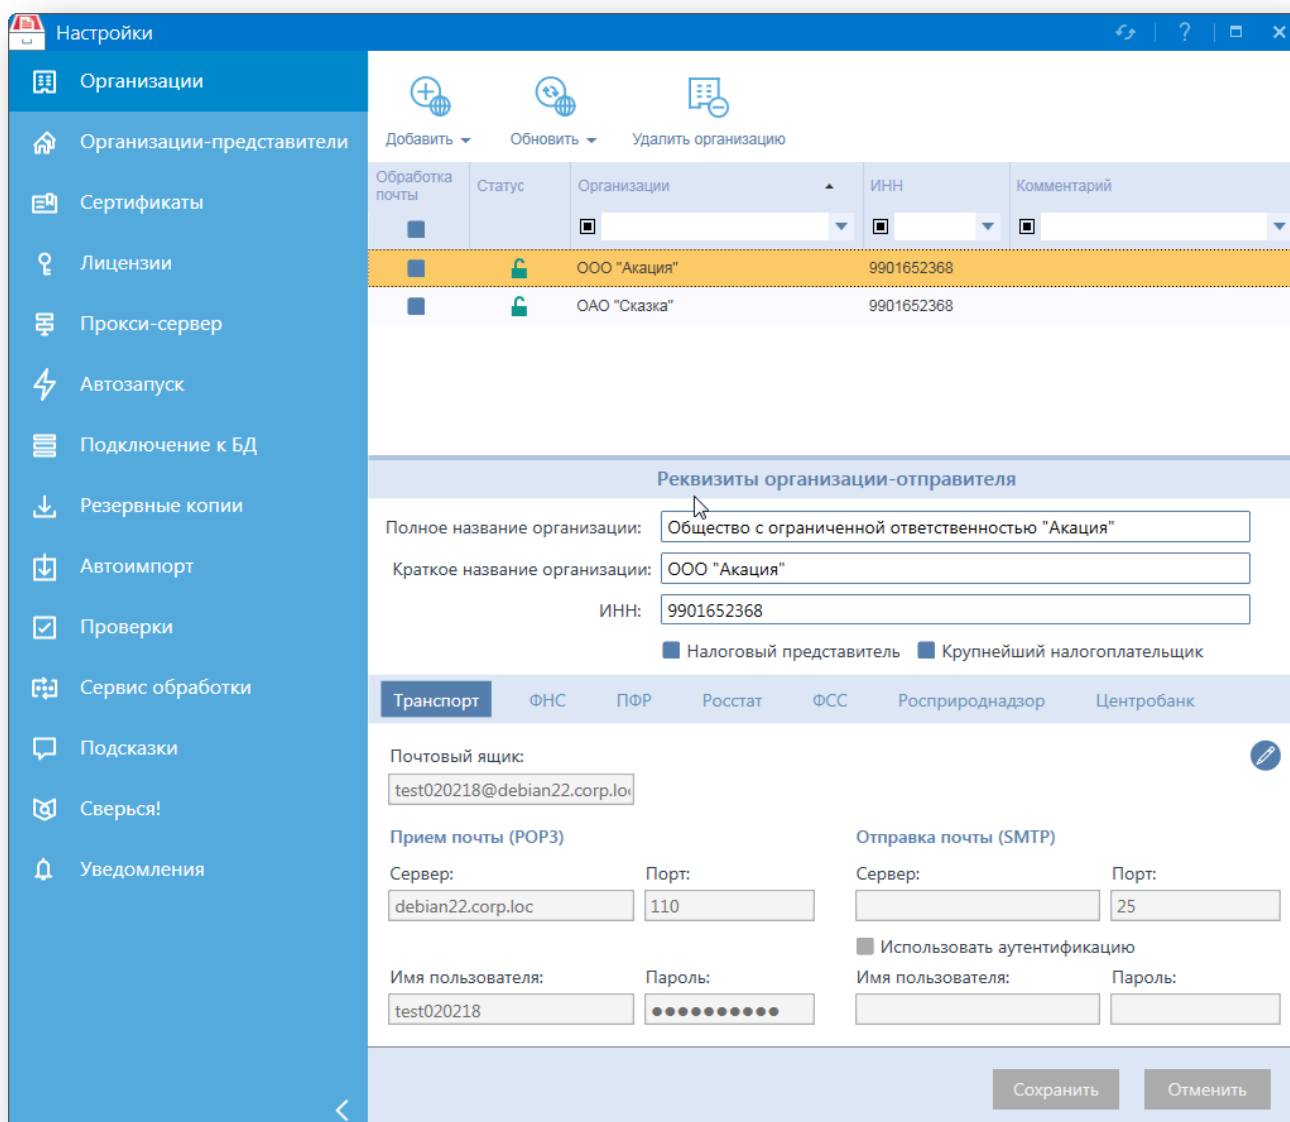 Настройки
?
Организации
Организации-представители
Сертификаты
Лицензии
Прокси-сервер
Автозапуск
Подключение к БД
Резервные копии
Автоимпорт
Проверки
Сервис обработки
Подсказки
Сверься!
Уведомления
Добавить
Обновить
Удалить организацию
Обработка почты
Статус
Организации
ИНН
Комментарий
ООО "Акация" 9901652368
ОАО "Сказка" 9901652368
Реквизиты организации-отправителя
Полное название организации: Общество с ограниченной ответственностью "Акация"
Краткое название организации: ООО "Акация"
ИНН: 9901652368
Налоговый представитель Крупнейший налогоплательщик
Транспорт ФНС ПФР Росстат ФСС Росприроднадзор Центробанк
Почтовый ящик:
test020218@debian22.corp.loc
Прием почты (POP3) Отправка почты (SMTP)
Сервер: Порт: Сервер: Порт:
debian22.corp.loc 110 25
Использовать аутентификацию
Имя пользователя: Пароль: Имя пользователя: Пароль:
test020218 ●●●●●●●●●●
Сохранить Отменить